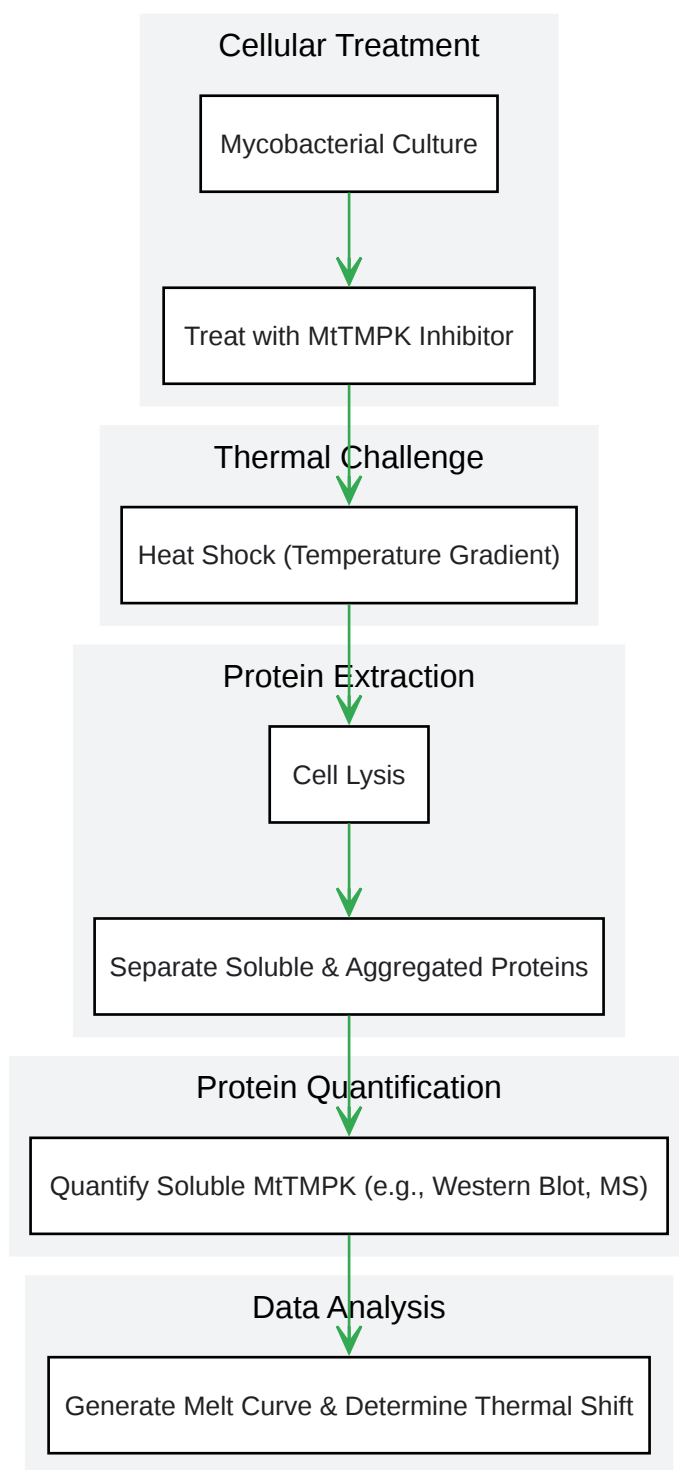 Cellular Treatment
Mycobacterial Culture
Treat with MtTMPK Inhibitor
Thermal Challenge
Heat Shock (Temperature Gradient)
Protein Extraction
Cell Lysis
Separate Soluble & Aggregated Proteins
Protein Quantification
Quantify Soluble MtTMPK (e.g., Western Blot, MS)
Data Analysis
Generate Melt Curve & Determine Thermal Shift